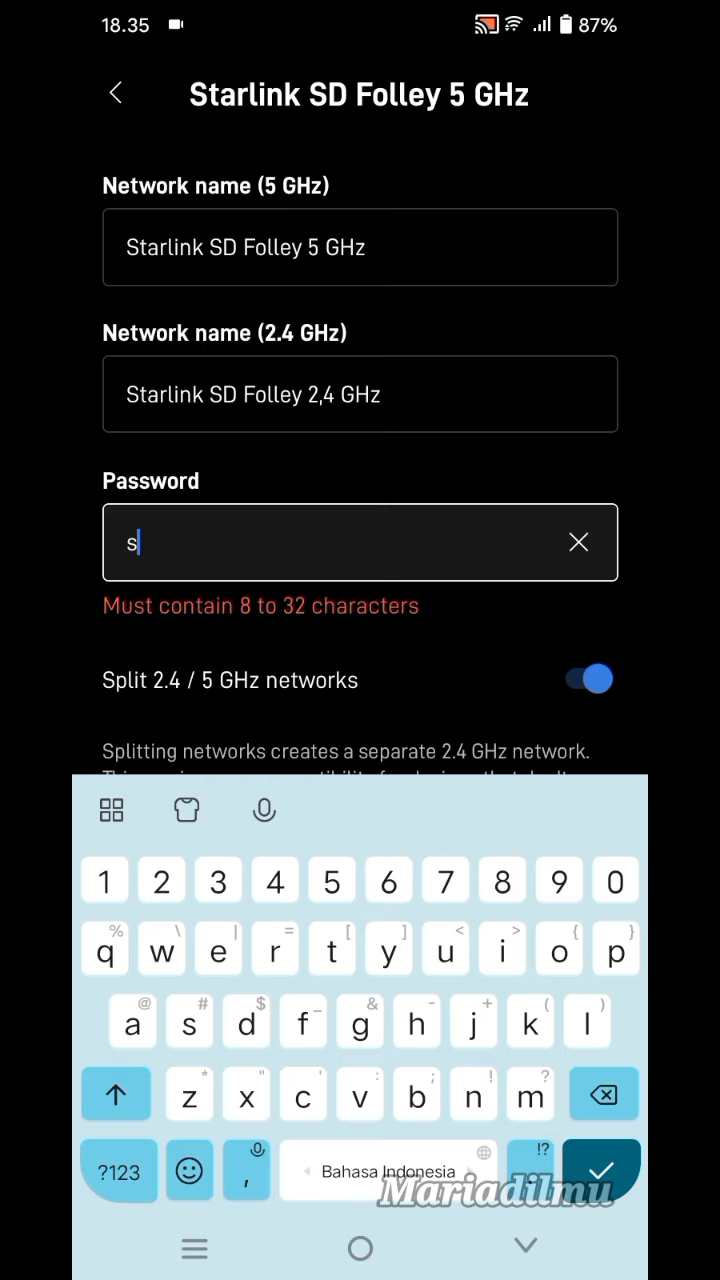 18.35
87%
Starlink SD Folley 5 GHz
Network name (5 GHz)
Starlink SD Folley 5 GHz
Network name (2.4 GHz)
Starlink SD Folley 2,4 GHz
Password
s
Must contain 8 to 32 characters
Split 2.4 / 5 GHz networks
Splitting networks creates a separate 2.4 GHz network.
1 2 3 4 5 6 7 8 9 0
% \ | = [ ] < > { }
q w e r t y u i o p
@ # $ _ & - + ( )
a s d f g h j k l
* " ' : ; ! ?
z x c v b n m
!?
?123 , Bahasa Indonesia .
Mariadilmu